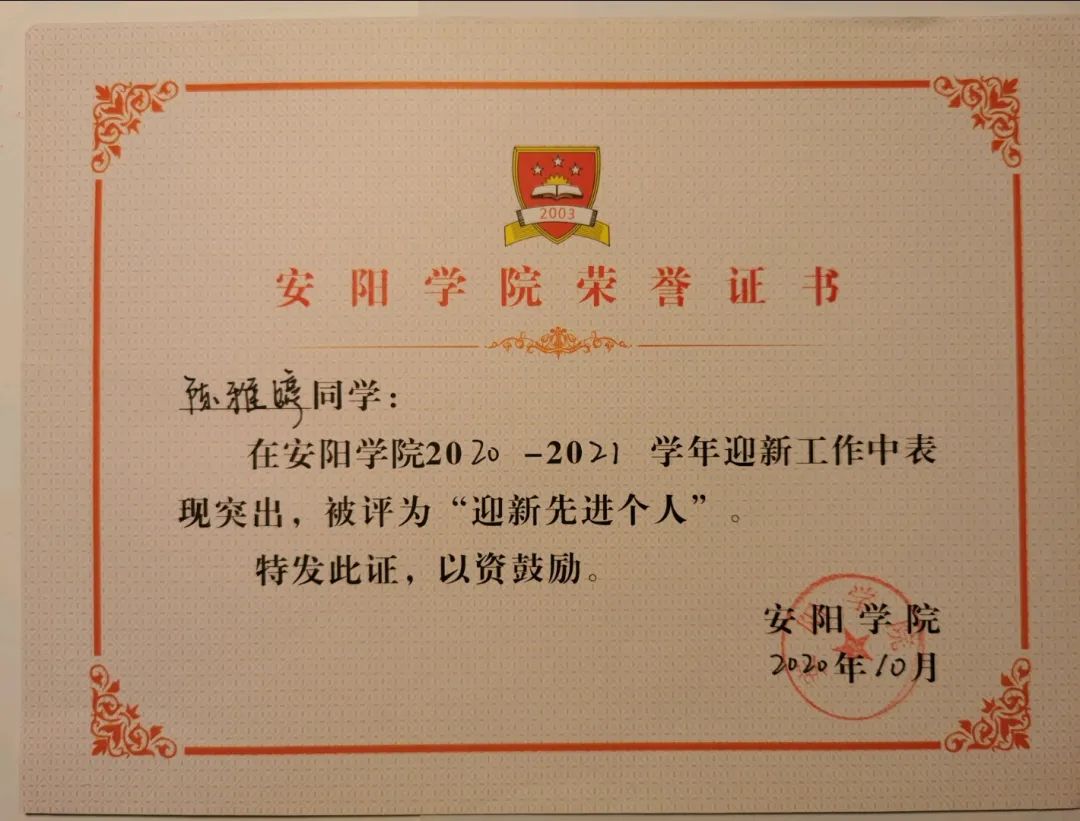 2003
安阳学院荣誉证书
陈雅婷同学：
在安阳学院2020-2021 学年迎新工作中表
现突出，被评为“迎新先进个人”。
特发此证，以资鼓励。
安阳学院
2020年10月